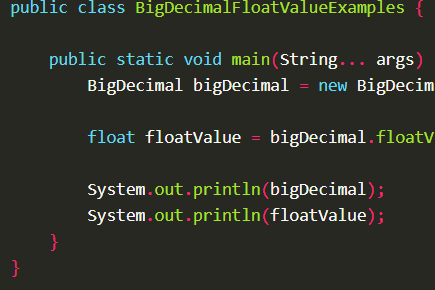 public class BigDecimalFloatValueExamples {
public static void main(String... args)
BigDecimal bigDecimal = new BigDecim
float floatValue = bigDecimal.floatV
System.out.println(bigDecimal);
System.out.println(floatValue);
}
}